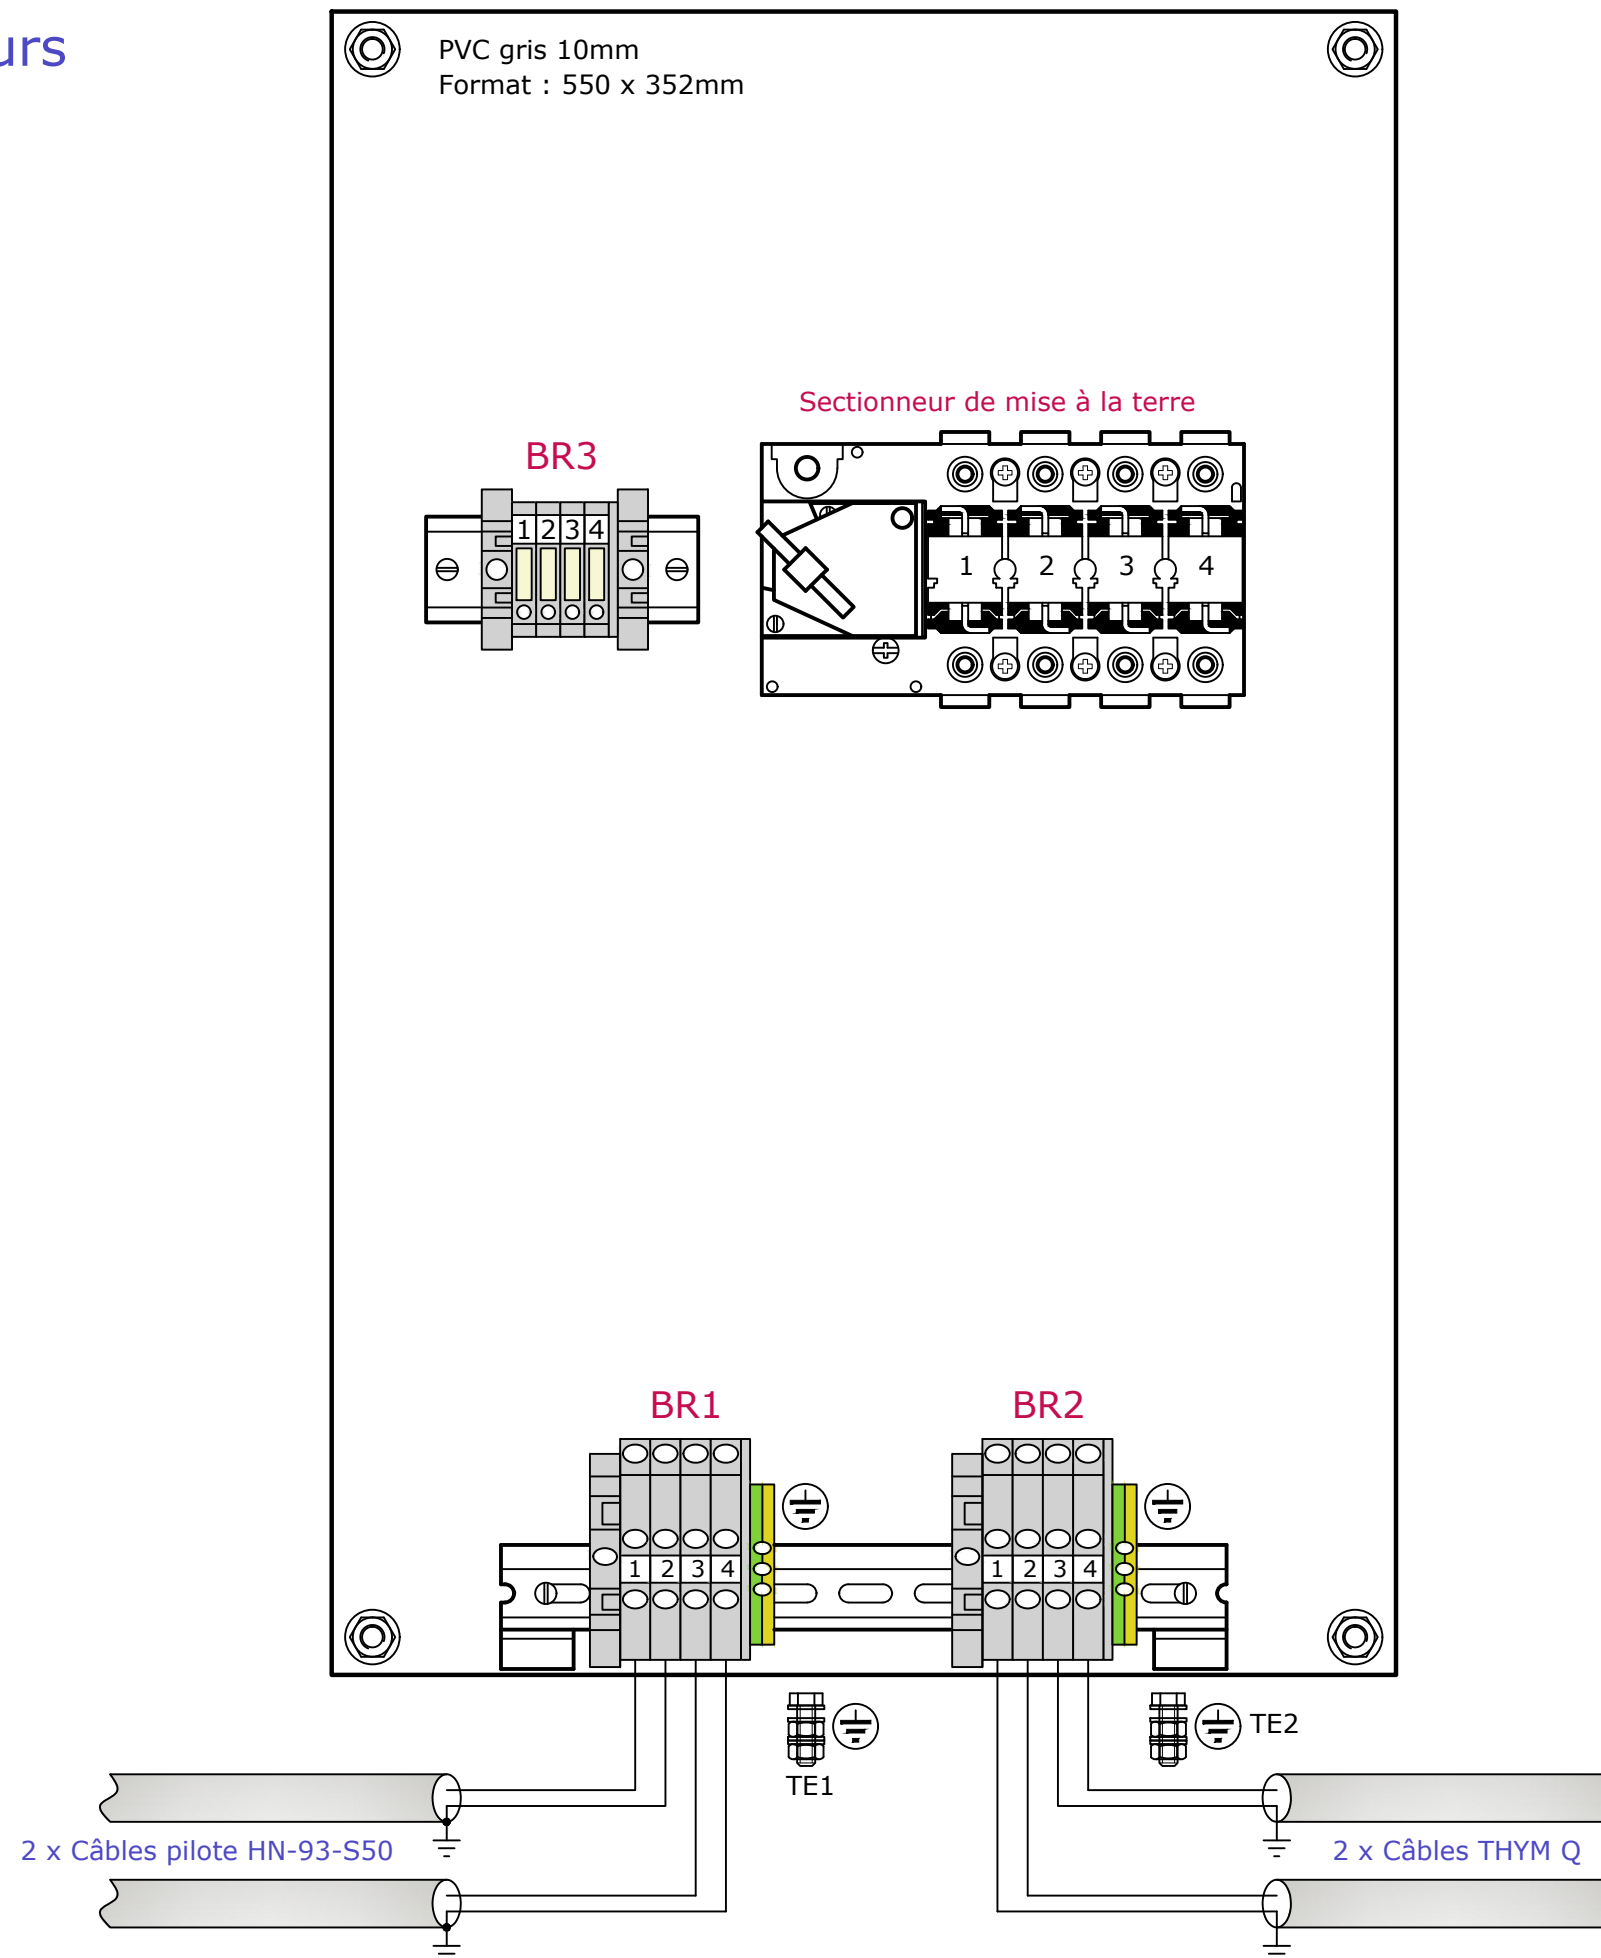 urs
PVC gris 10mm
Format : 550 x 352mm
Sectionneur de mise à la terre
BR3
1 2 3 4
1 2 3 4
BR1
BR2
1 2 3 4
1 2 3 4
TE2
TE1
2 x Câbles pilote HN-93-S50
2 x Câbles THYM Q